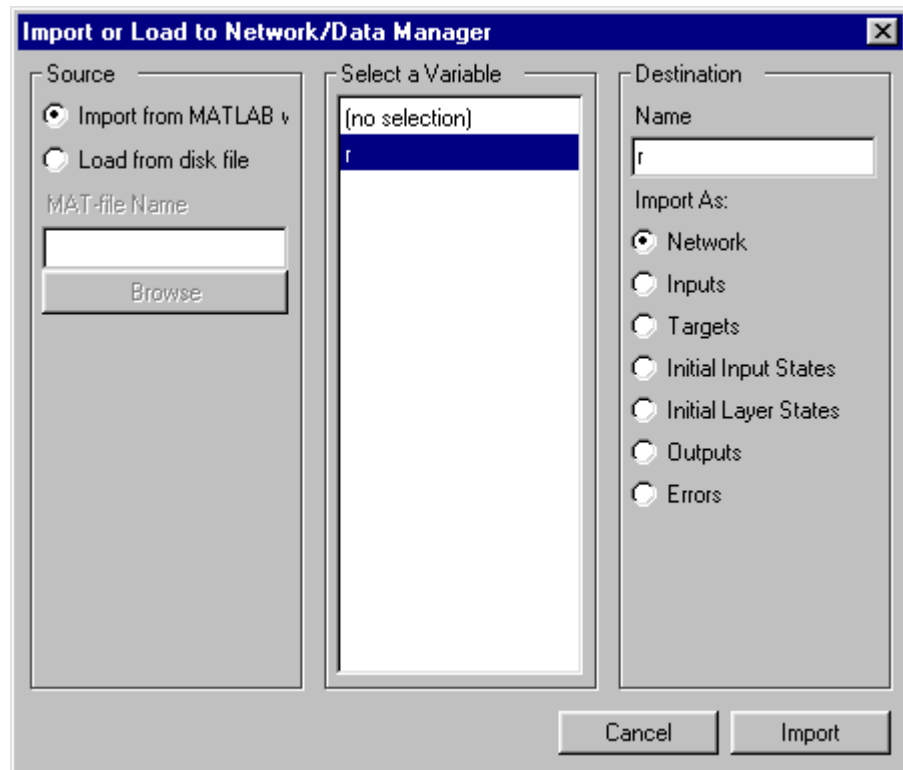 Import or Load to Network/Data Manager
Source
Import from MATLAB
Load from disk file
MAT-file Name
Browse
Select a Variable
(no selection)
r
Destination
Name
r
Import As:
Network
Inputs
Targets
Initial Input States
Initial Layer States
Outputs
Errors
Cancel
Import